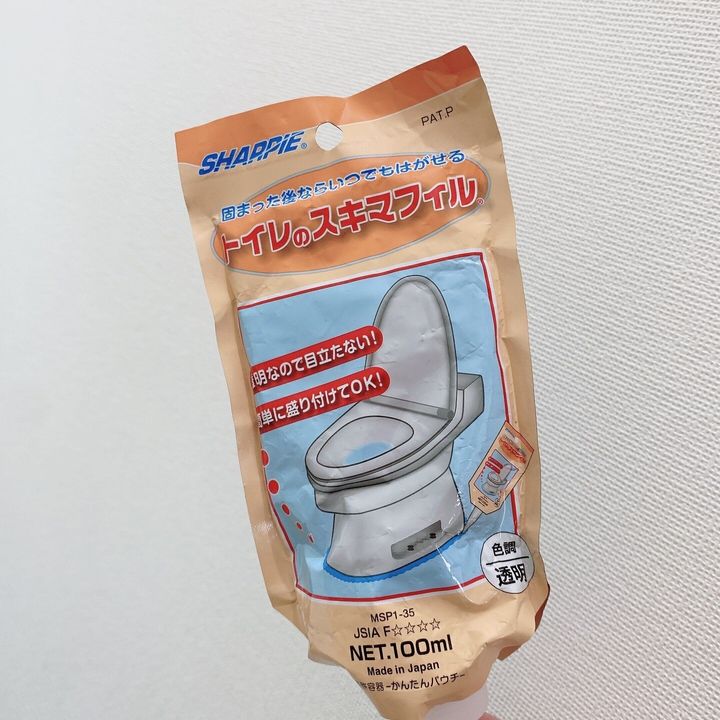 PAT.P
SHARPIE®
固まった後ならいつでもはがせる
トイレのスキマフィル®
明なので目立たない!
単に盛り付けてOK!
色調
透明
MSP1-35
JSIA F☆☆☆☆
NET.100ml
Made in Japan
容器-かんたんパウチ-